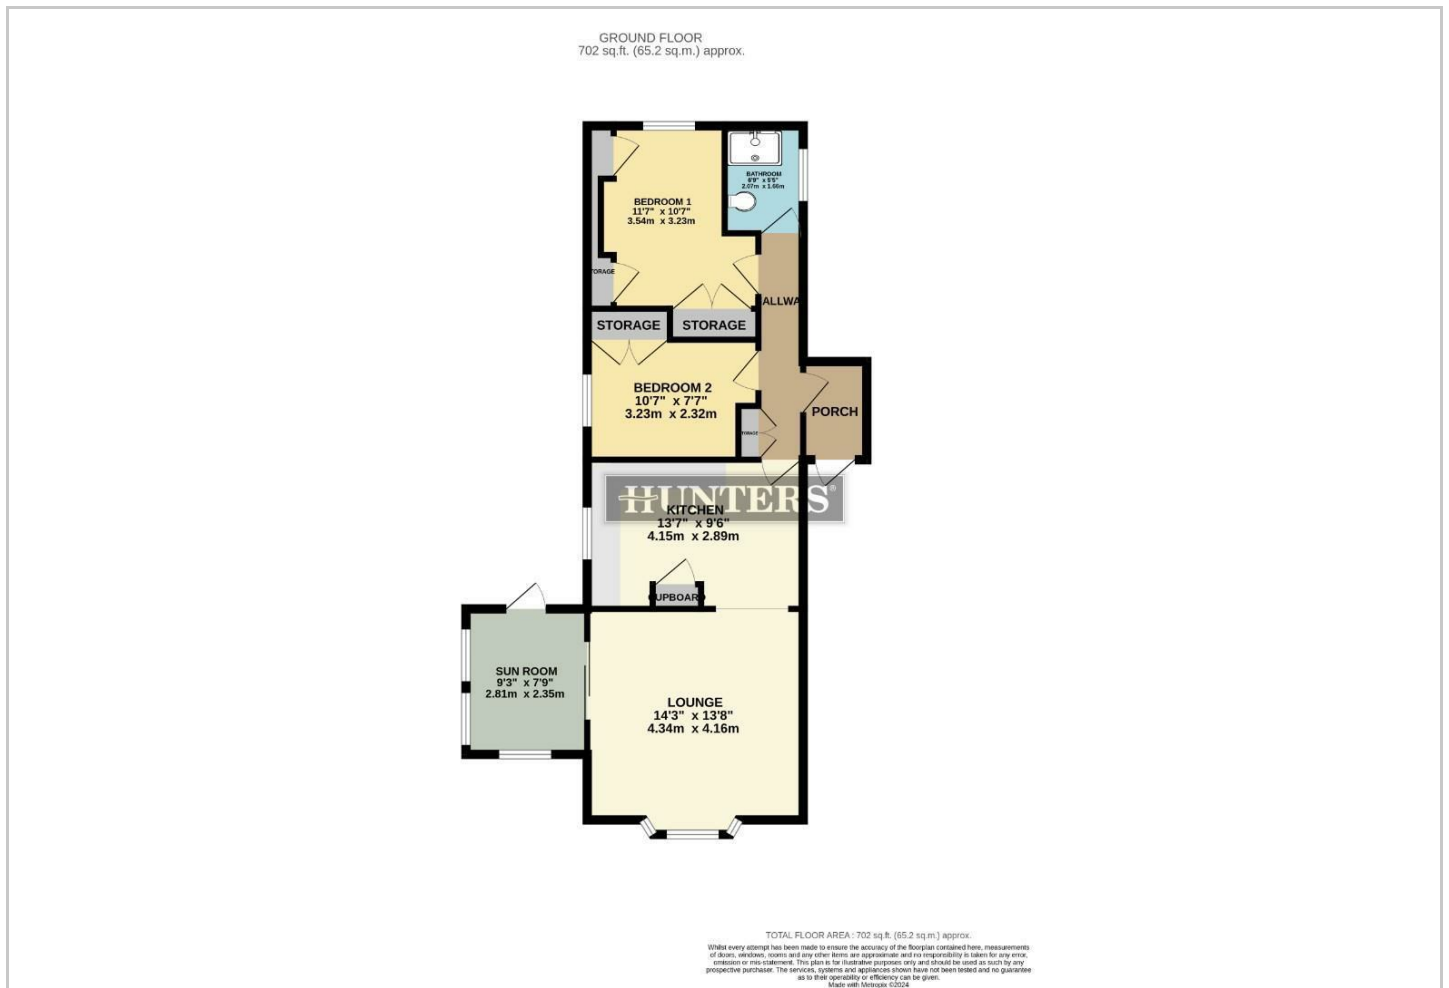 GROUND FLOOR
702 sq.ft. (65.2 sq.m.) approx.
BATHROOM
6'9" x 5'5"
2.07m x 1.66m
BEDROOM 1
11'7" x 10'7"
3.54m x 3.23m
TORAGE
ALLWA
STORAGE
STORAGE
BEDROOM 2
10'7" x 7'7"
3.23m x 2.32m
PORCH
TORAGE
HUNTERS®
KITCHEN
13'7" x 9'6"
4.15m x 2.89m
CUPBOARD
SUN ROOM
9'3" x 7'9"
2.81m x 2.35m
LOUNGE
14'3" x 13'8"
4.34m x 4.16m
TOTAL FLOOR AREA : 702 sq.ft. (65.2 sq.m.) approx.
Whilst every attempt has been made to ensure the accuracy of the floorplan contained here, measurements
of doors, windows, rooms and any other items are approximate and no responsibility is taken for any error,
omission or mis-statement. This plan is for illustrative purposes only and should be used as such by any
prospective purchaser. The services, systems and appliances shown have not been tested and no guarantee
as to their operability or efficiency can be given.
Made with Metropix ©2024